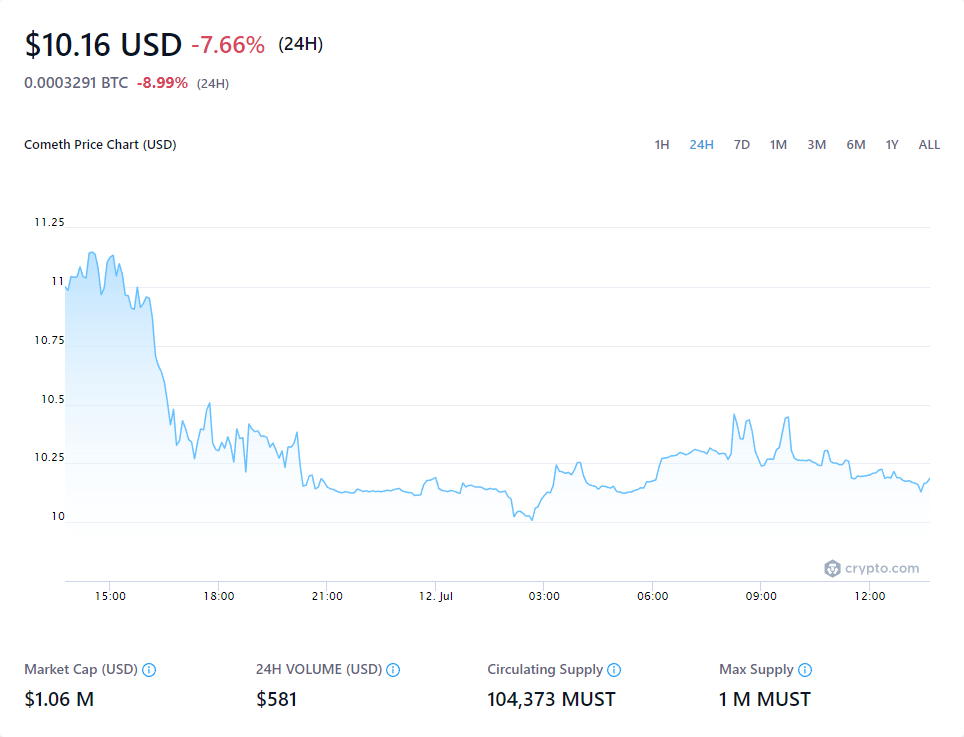 $10.16 USD -7.66% (24H)
0.0003291 BTC -8.99% (24H)
Cometh Price Chart (USD) 1H 24H 7D 1M 3M 6M 1Y ALL
11.25
11
10.75
10.5
10.25
10
crypto.com
15:00 18:00 21:00 12. Jul 03:00 06:00 09:00 12:00
Market Cap (USD) 24H VOLUME (USD) Circulating Supply Max Supply
$1.06 M $581 104,373 MUST 1 M MUST